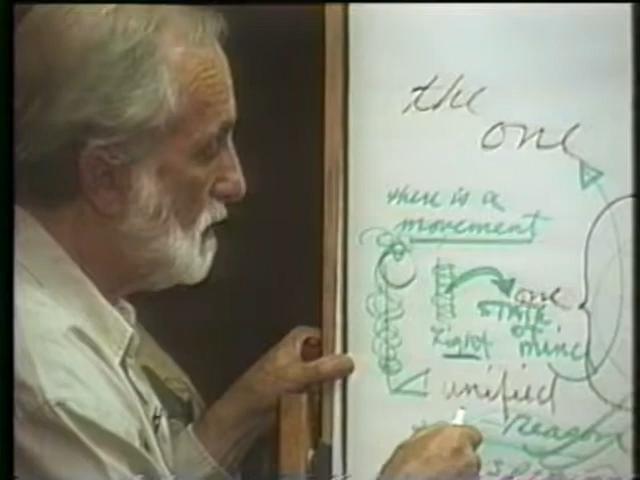 the
one
there is a
movement
one
state
of
Light mind
unified
Reason